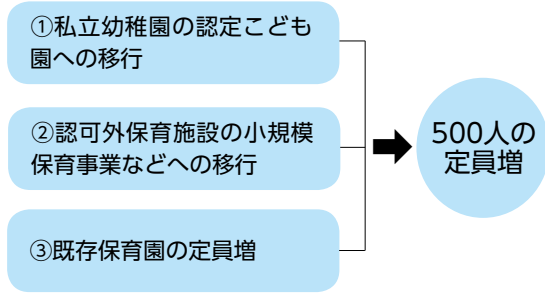 ①私立幼稚園の認定こども
園への移行
②認可外保育施設の小規模
保育事業などへの移行
③既存保育園の定員増
500人の
定員増